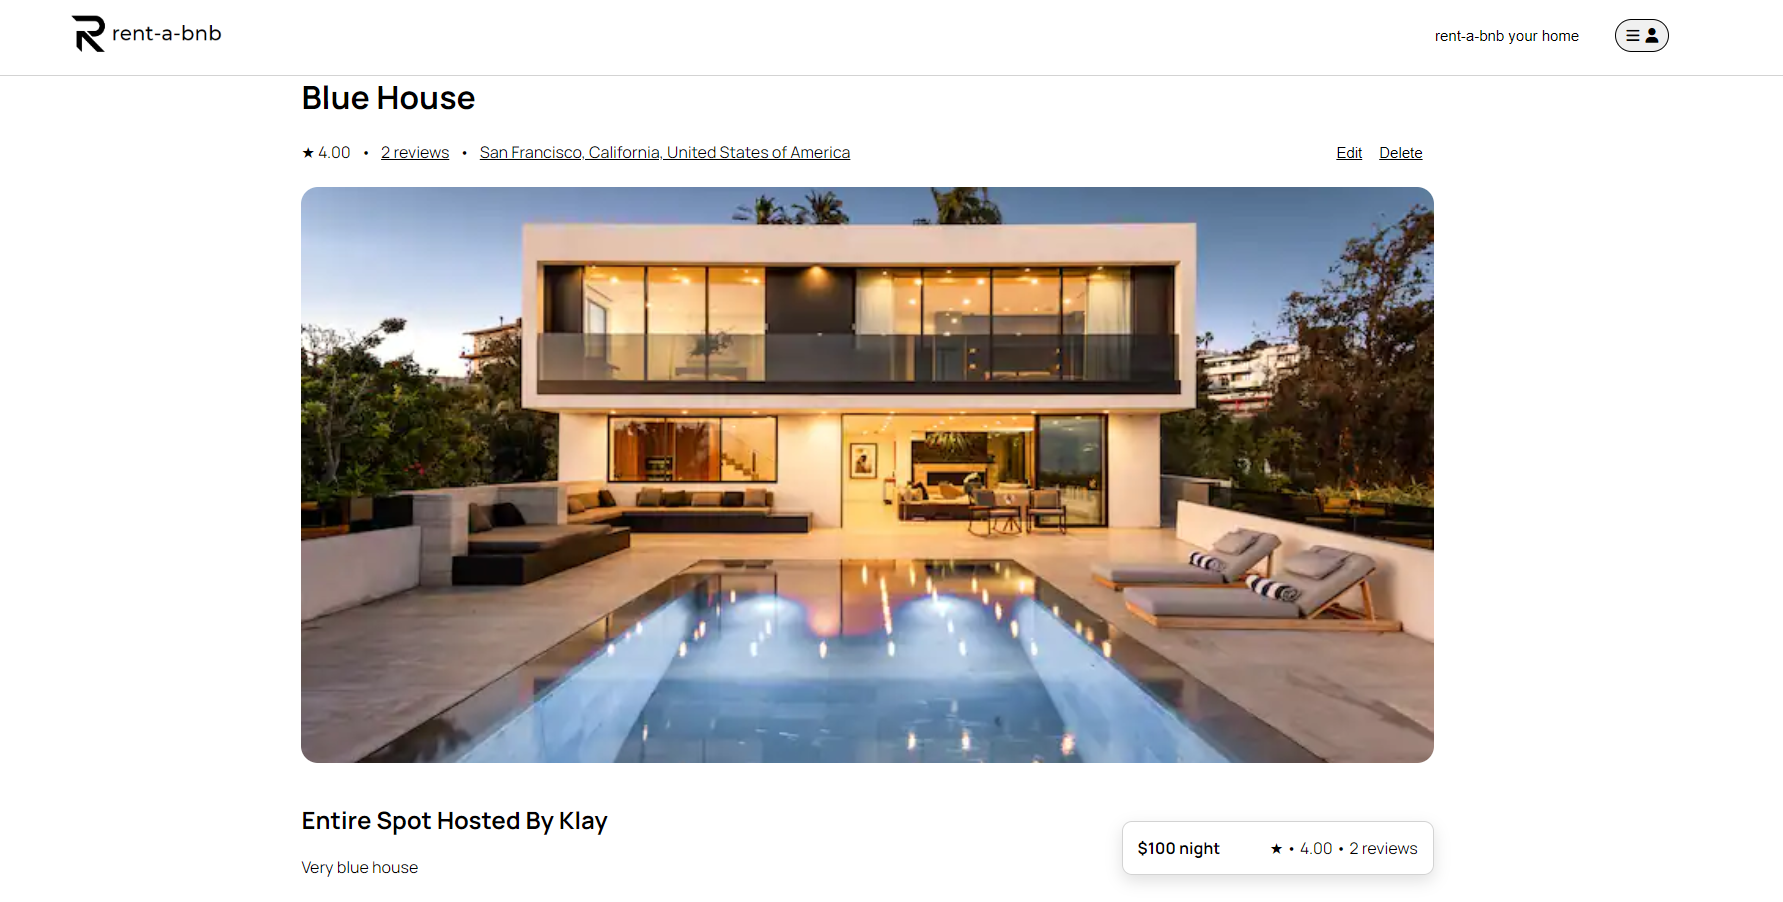 rent-a-bnb
rent-a-bnb your home
Blue House
★ 4.00 • 2 reviews • San Francisco, California, United States of America
Edit Delete
Entire Spot Hosted By Klay
Very blue house
$100 night ★ • 4.00 • 2 reviews